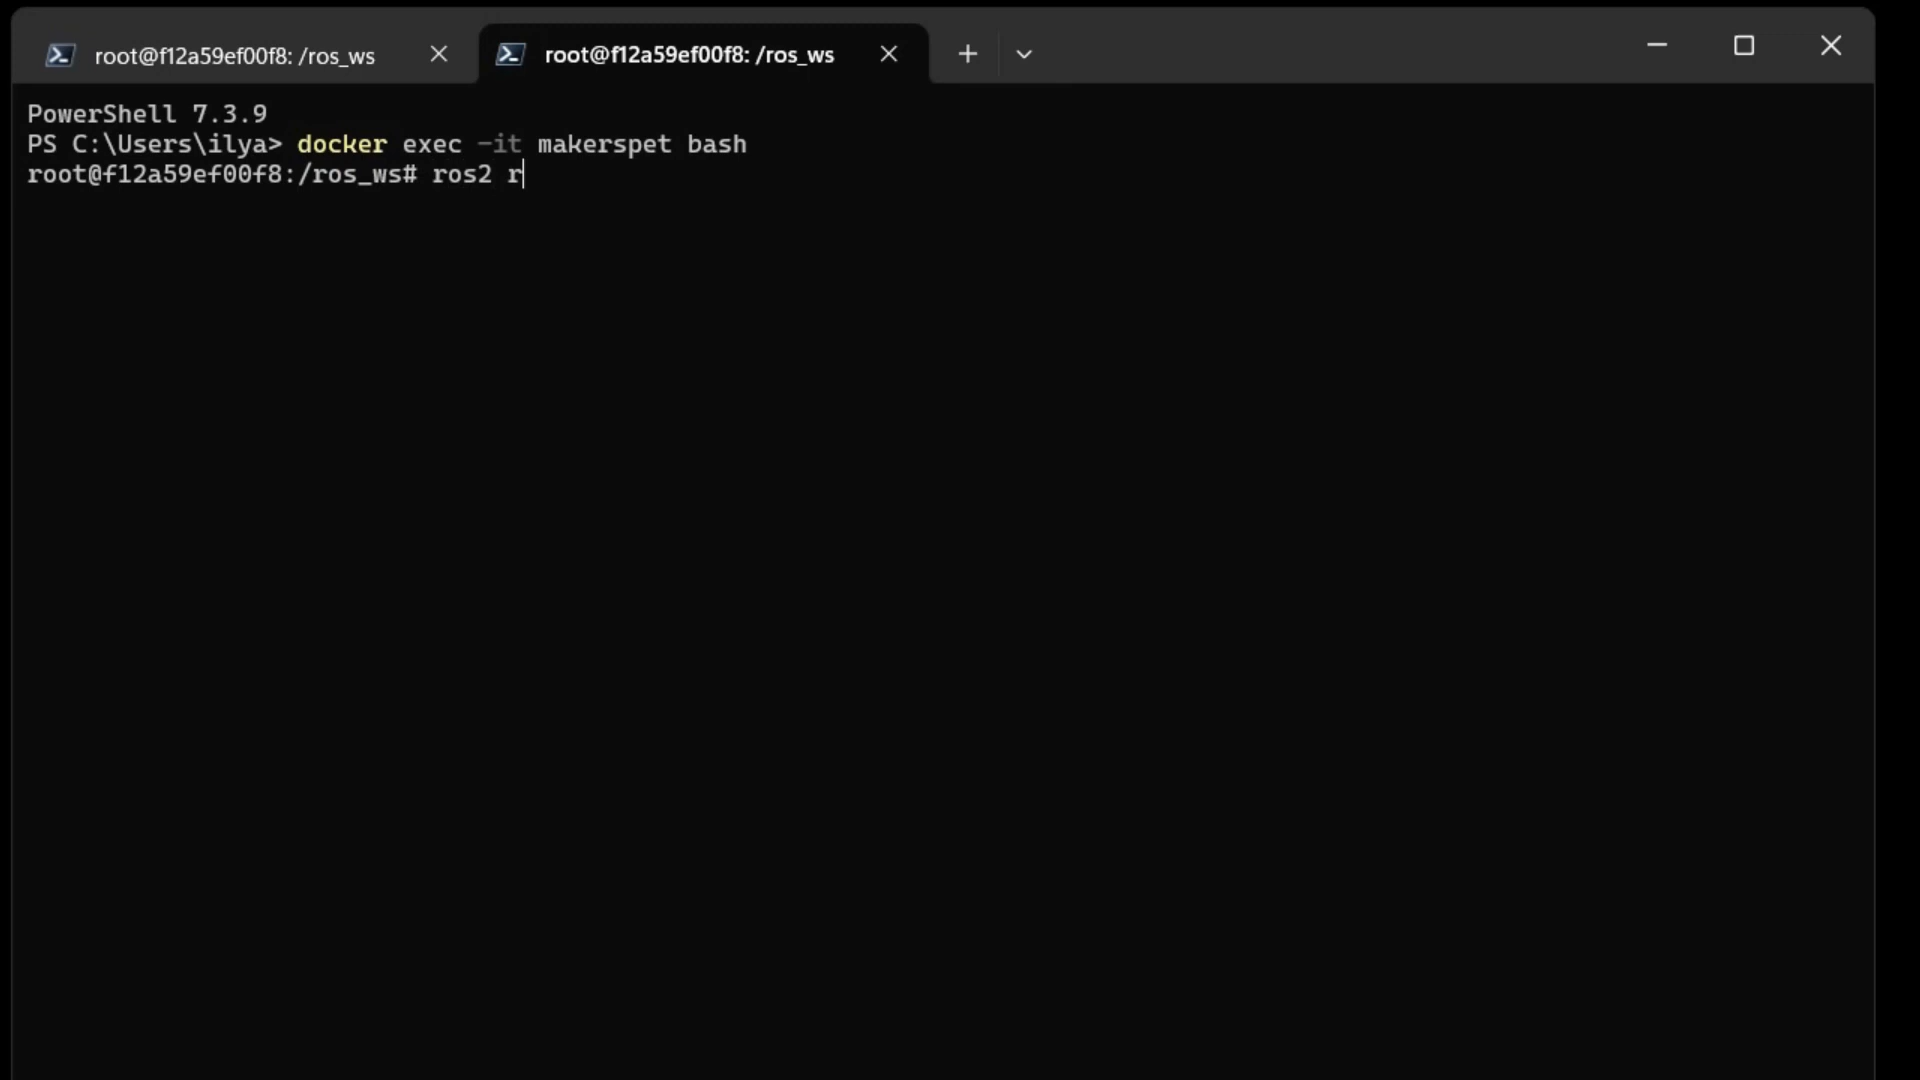 root@f12a59ef00f8: /ros_ws
root@f12a59ef00f8: /ros_ws
PowerShell 7.3.9
PS C:\Users\ilya> docker exec -it makerspet bash
root@f12a59ef00f8:/ros_ws# ros2 r